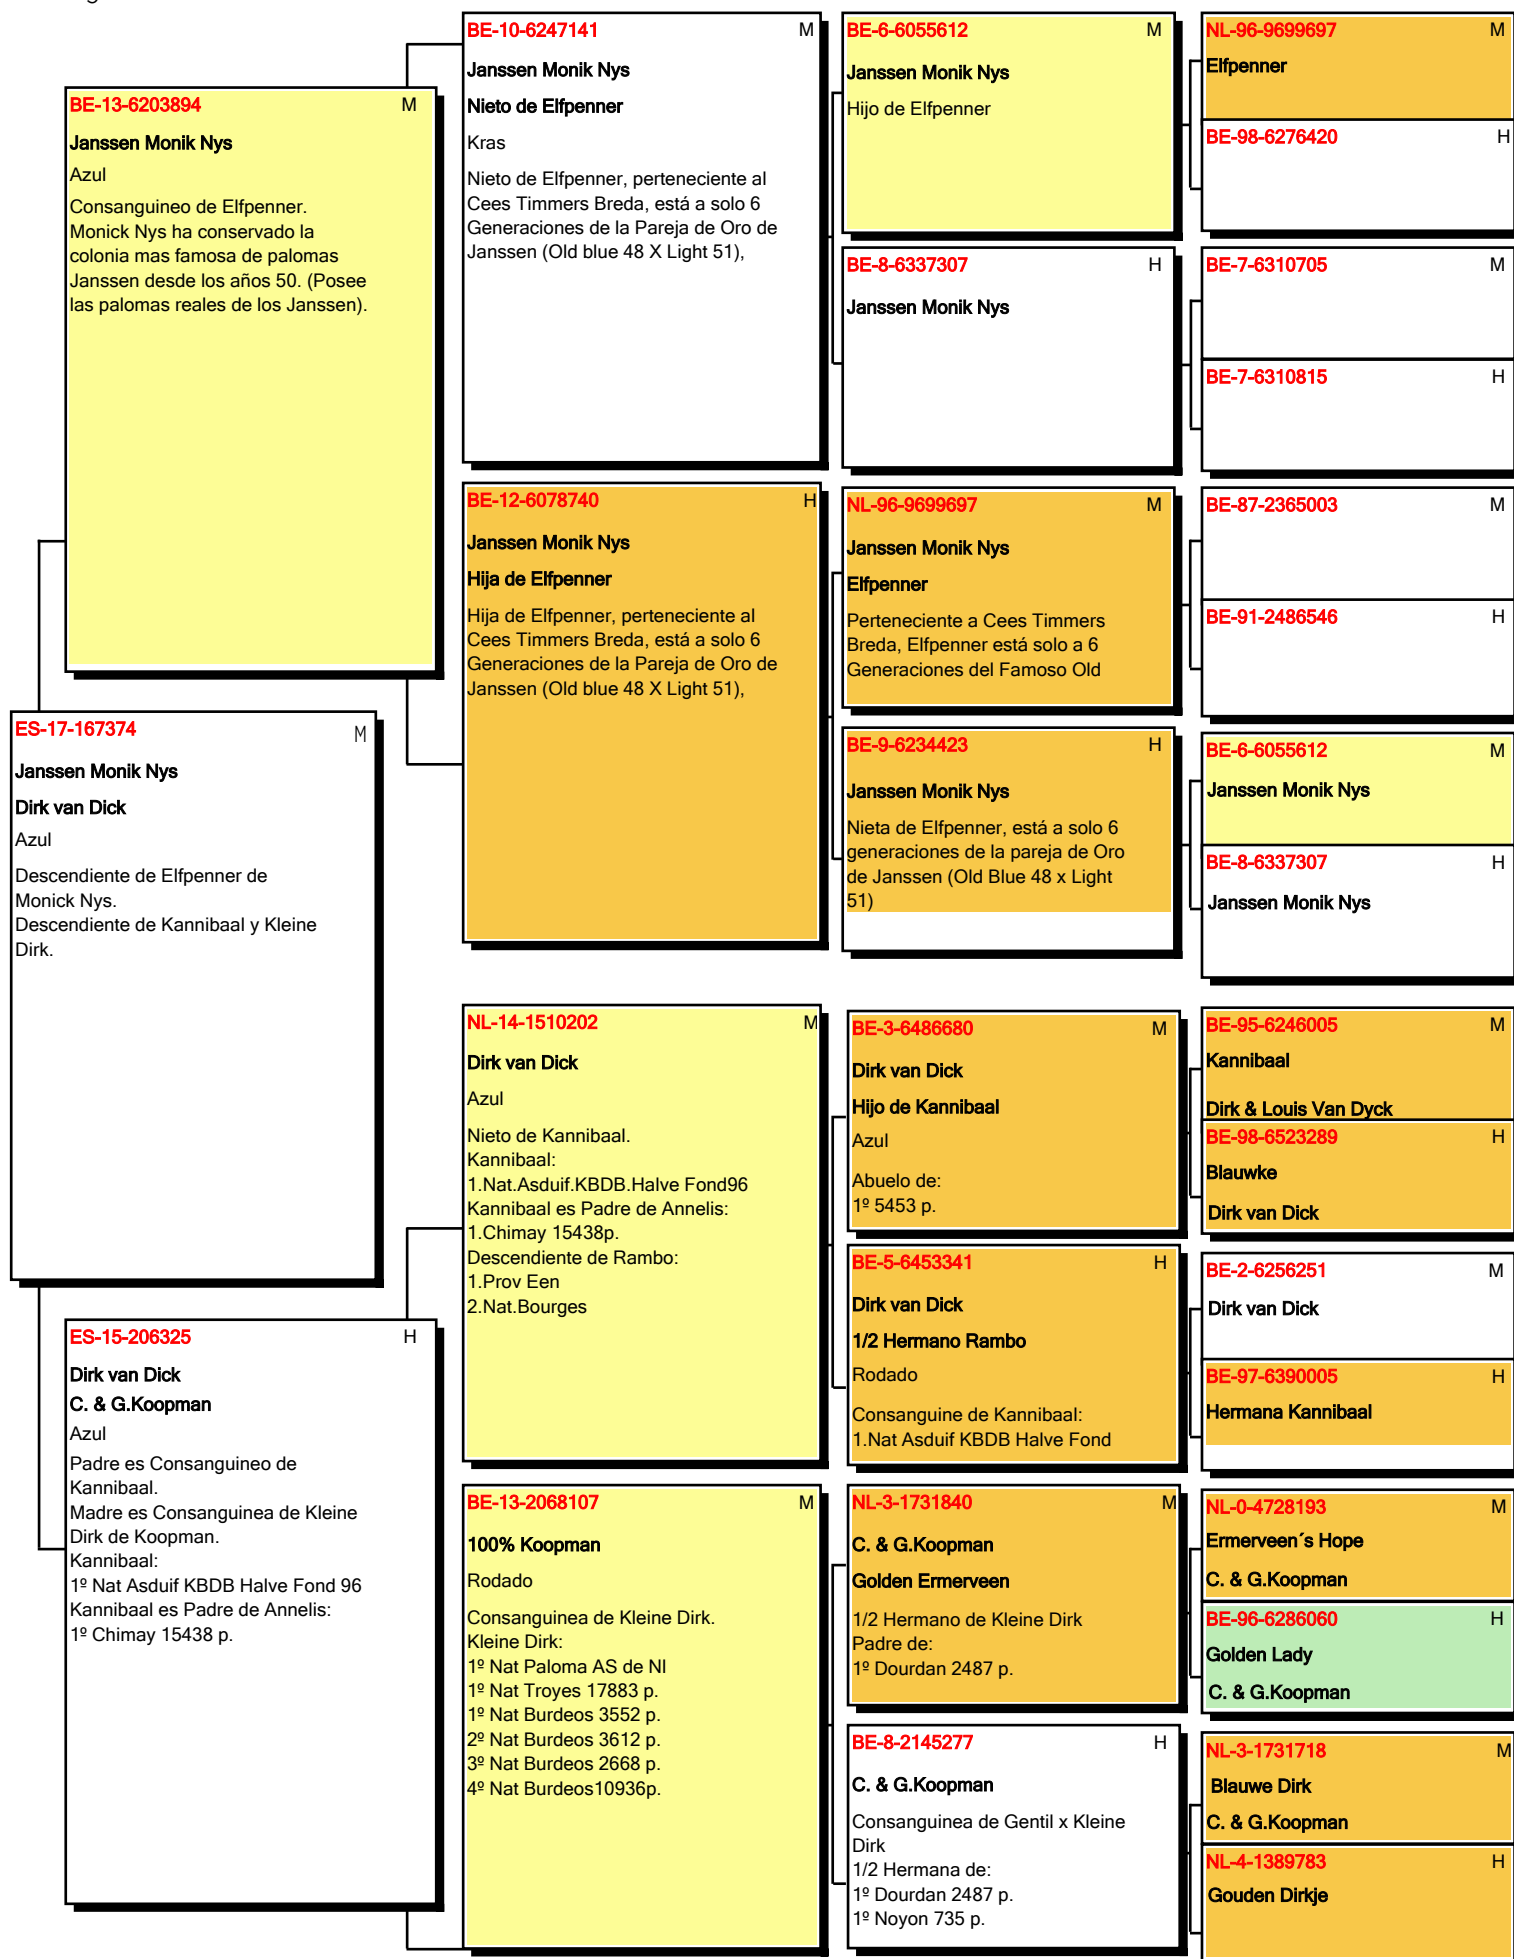 BE-10-6247141 M
Janssen Monik Nys
Nieto de Elfpenner
Kras
Nieto de Elfpenner, perteneciente al
Cees Timmers Breda, está a solo 6
Generaciones de la Pareja de Oro de
Janssen (Old blue 48 X Light 51),
BE-6-6055612 M
Janssen Monik Nys
Hijo de Elfpenner
NL-96-9699697 M
Elfpenner
BE-98-6276420 H
BE-13-6203894 M
Janssen Monik Nys
Azul
Consanguineo de Elfpenner.
Monick Nys ha conservado la
colonia mas famosa de palomas
Janssen desde los años 50. (Posee
las palomas reales de los Janssen).
BE-8-6337307 H
Janssen Monik Nys
BE-7-6310705 M
BE-7-6310815 H
BE-12-6078740 H
Janssen Monik Nys
Hija de Elfpenner
Hija de Elfpenner, perteneciente al
Cees Timmers Breda, está a solo 6
Generaciones de la Pareja de Oro de
Janssen (Old blue 48 X Light 51),
NL-96-9699697 M
Janssen Monik Nys
Elfpenner
Perteneciente a Cees Timmers
Breda, Elfpenner está solo a 6
Generaciones del Famoso Old
BE-87-2365003 M
BE-91-2486546 H
BE-9-6234423 H
Janssen Monik Nys
Nieta de Elfpenner, está a solo 6
generaciones de la pareja de Oro
de Janssen (Old Blue 48 x Light
51)
BE-6-6055612 M
Janssen Monik Nys
BE-8-6337307 H
Janssen Monik Nys
ES-17-167374 M
Janssen Monik Nys
Dirk van Dick
Azul
Descendiente de Elfpenner de
Monick Nys.
Descendiente de Kannibaal y Kleine
Dirk.
NL-14-1510202 M
Dirk van Dick
Azul
Nieto de Kannibaal.
Kannibaal:
1.Nat.Asduif.KBDB.Halve Fond96
Kannibaal es Padre de Annelis:
1.Chimay 15438p.
Descendiente de Rambo:
1.Prov Een
2.Nat.Bourges
BE-3-6486680 M
Dirk van Dick
Hijo de Kannibaal
Azul
Abuelo de:
1º 5453 p.
BE-95-6246005 M
Kannibaal
Dirk & Louis Van Dyck
BE-98-6523289 H
Blauwke
Dirk van Dick
BE-5-6453341 H
Dirk van Dick
1/2 Hermano Rambo
Rodado
Consanguine de Kannibaal:
1.Nat Asduif KBDB Halve Fond
BE-2-6256251 M
Dirk van Dick
BE-97-6390005 H
Hermana Kannibaal
ES-15-206325 H
Dirk van Dick
C. & G.Koopman
Azul
Padre es Consanguineo de
Kannibaal.
Madre es Consanguinea de Kleine
Dirk de Koopman.
Kannibaal:
1º Nat Asduif KBDB Halve Fond 96
Kannibaal es Padre de Annelis:
1º Chimay 15438 p.
BE-13-2068107 M
100% Koopman
Rodado
Consanguinea de Kleine Dirk.
Kleine Dirk:
1º Nat Paloma AS de Nl
1º Nat Troyes 17883 p.
1º Nat Burdeos 3552 p.
2º Nat Burdeos 3612 p.
3º Nat Burdeos 2668 p.
4º Nat Burdeos10936p.
NL-3-1731840 M
C. & G.Koopman
Golden Ermerveen
1/2 Hermano de Kleine Dirk
Padre de:
1º Dourdan 2487 p.
NL-0-4728193 M
Ermerveen´s Hope
C. & G.Koopman
BE-96-6286060 H
Golden Lady
C. & G.Koopman
BE-8-2145277 H
C. & G.Koopman
Consanguinea de Gentil x Kleine
Dirk
1/2 Hermana de:
1º Dourdan 2487 p.
1º Noyon 735 p.
NL-3-1731718 M
Blauwe Dirk
C. & G.Koopman
NL-4-1389783 H
Gouden Dirkje